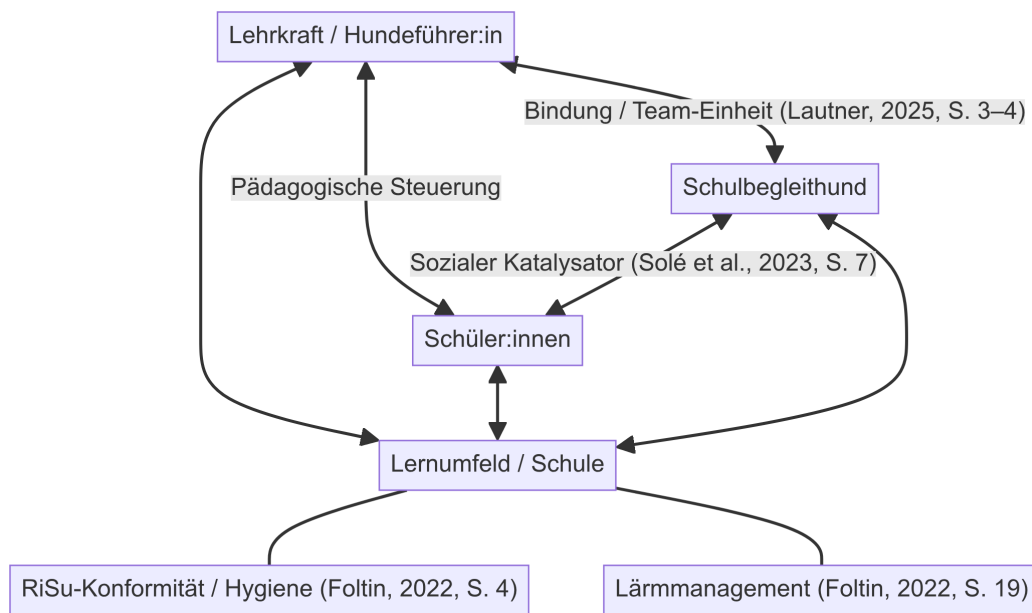 Lehrkraft / Hundeführer:in
Bindung / Team-Einheit (Lautner, 2025, S. 3–4)
Pädagogische Steuerung
Schulbegleithund
Sozialer Katalysator (Solé et al., 2023, S. 7)
Schüler:innen
Lernumfeld / Schule
RiSu-Konformität / Hygiene (Foltin, 2022, S. 4)
Lärmmanagement (Foltin, 2022, S. 19)